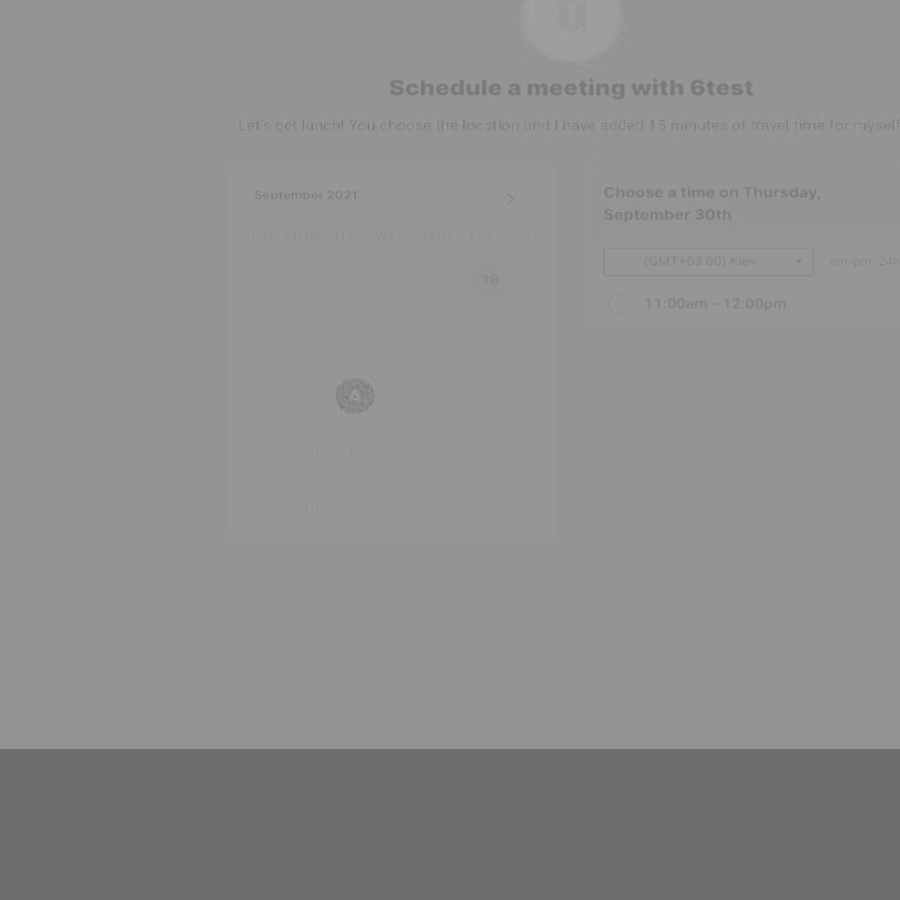 Schedule a meeting with 6test
Let's get lunch! You choose the location and I have added 15 minutes of travel time for myself
September 2021
SUN MON TUE WED THU FRI SAT
18
Choose a time on Thursday,
September 30th
(GMT+03:00) Kiev
am/pm 24h
11:00am - 12:00pm